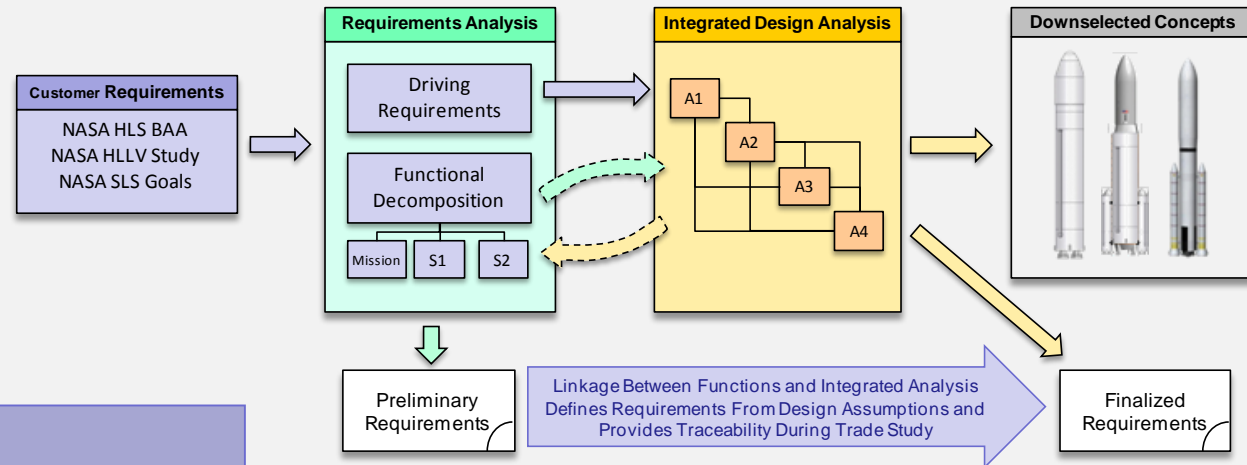 Requirements Analysis
Integrated Design Analysis
Downselected Concepts
Customer Requirements
NASA HLS BAA
NASA HLLV Study
NASA SLS Goals
Driving
Requirements
Functional
Decomposition
Mission
S1
S2
A1
A2
A3
A4
Preliminary
Requirements
Linkage Between Functions and Integrated Analysis
Defines Requirements From Design Assumptions and
Provides Traceability During Trade Study
Finalized
Requirements